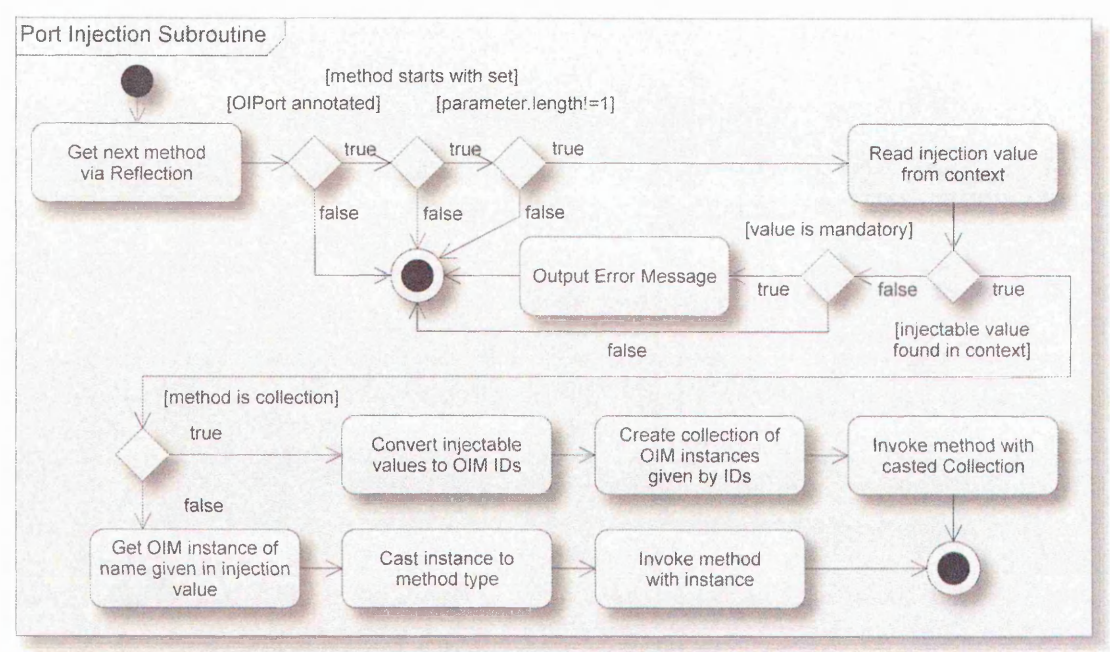 Port Injection Subroutine
[method starts with set]
[OIPort annotated]
[parameter.length!=1]
Get next method
via Reflection
true
true
true
Read injection value
from context
false
false
false
[value is mandatory]
Output Error Message
true
false
true
[injectable value
found in context]
false
[method is collection]
true
Convert injectable
values to OIM IDs
Create collection of
OIM instances
given by IDs
Invoke method with
casted Collection
false
Get OIM instance of
name given in injection
value
Cast instance to
method type
Invoke method
with instance